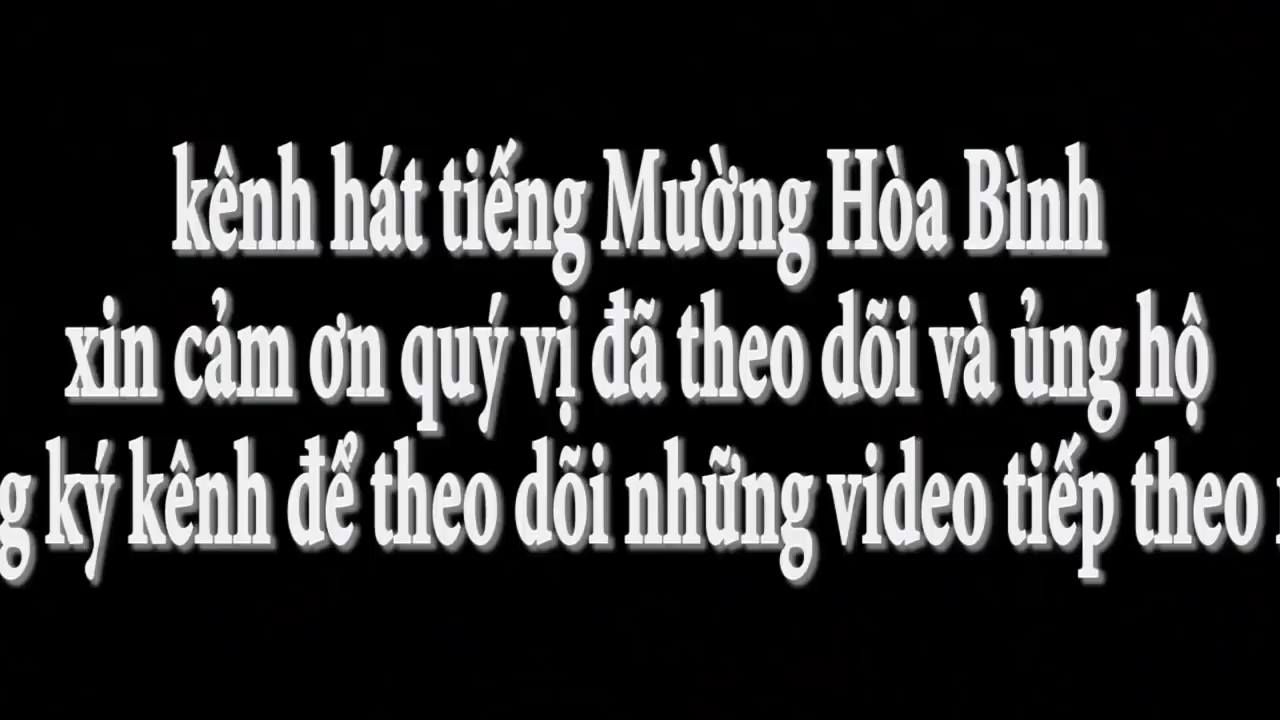 kênh hát tiếng Mường Hòa Bình
xin cảm ơn quý vị đã theo dõi và ủng hộ
ký kênh để theo dõi những video tiếp theo